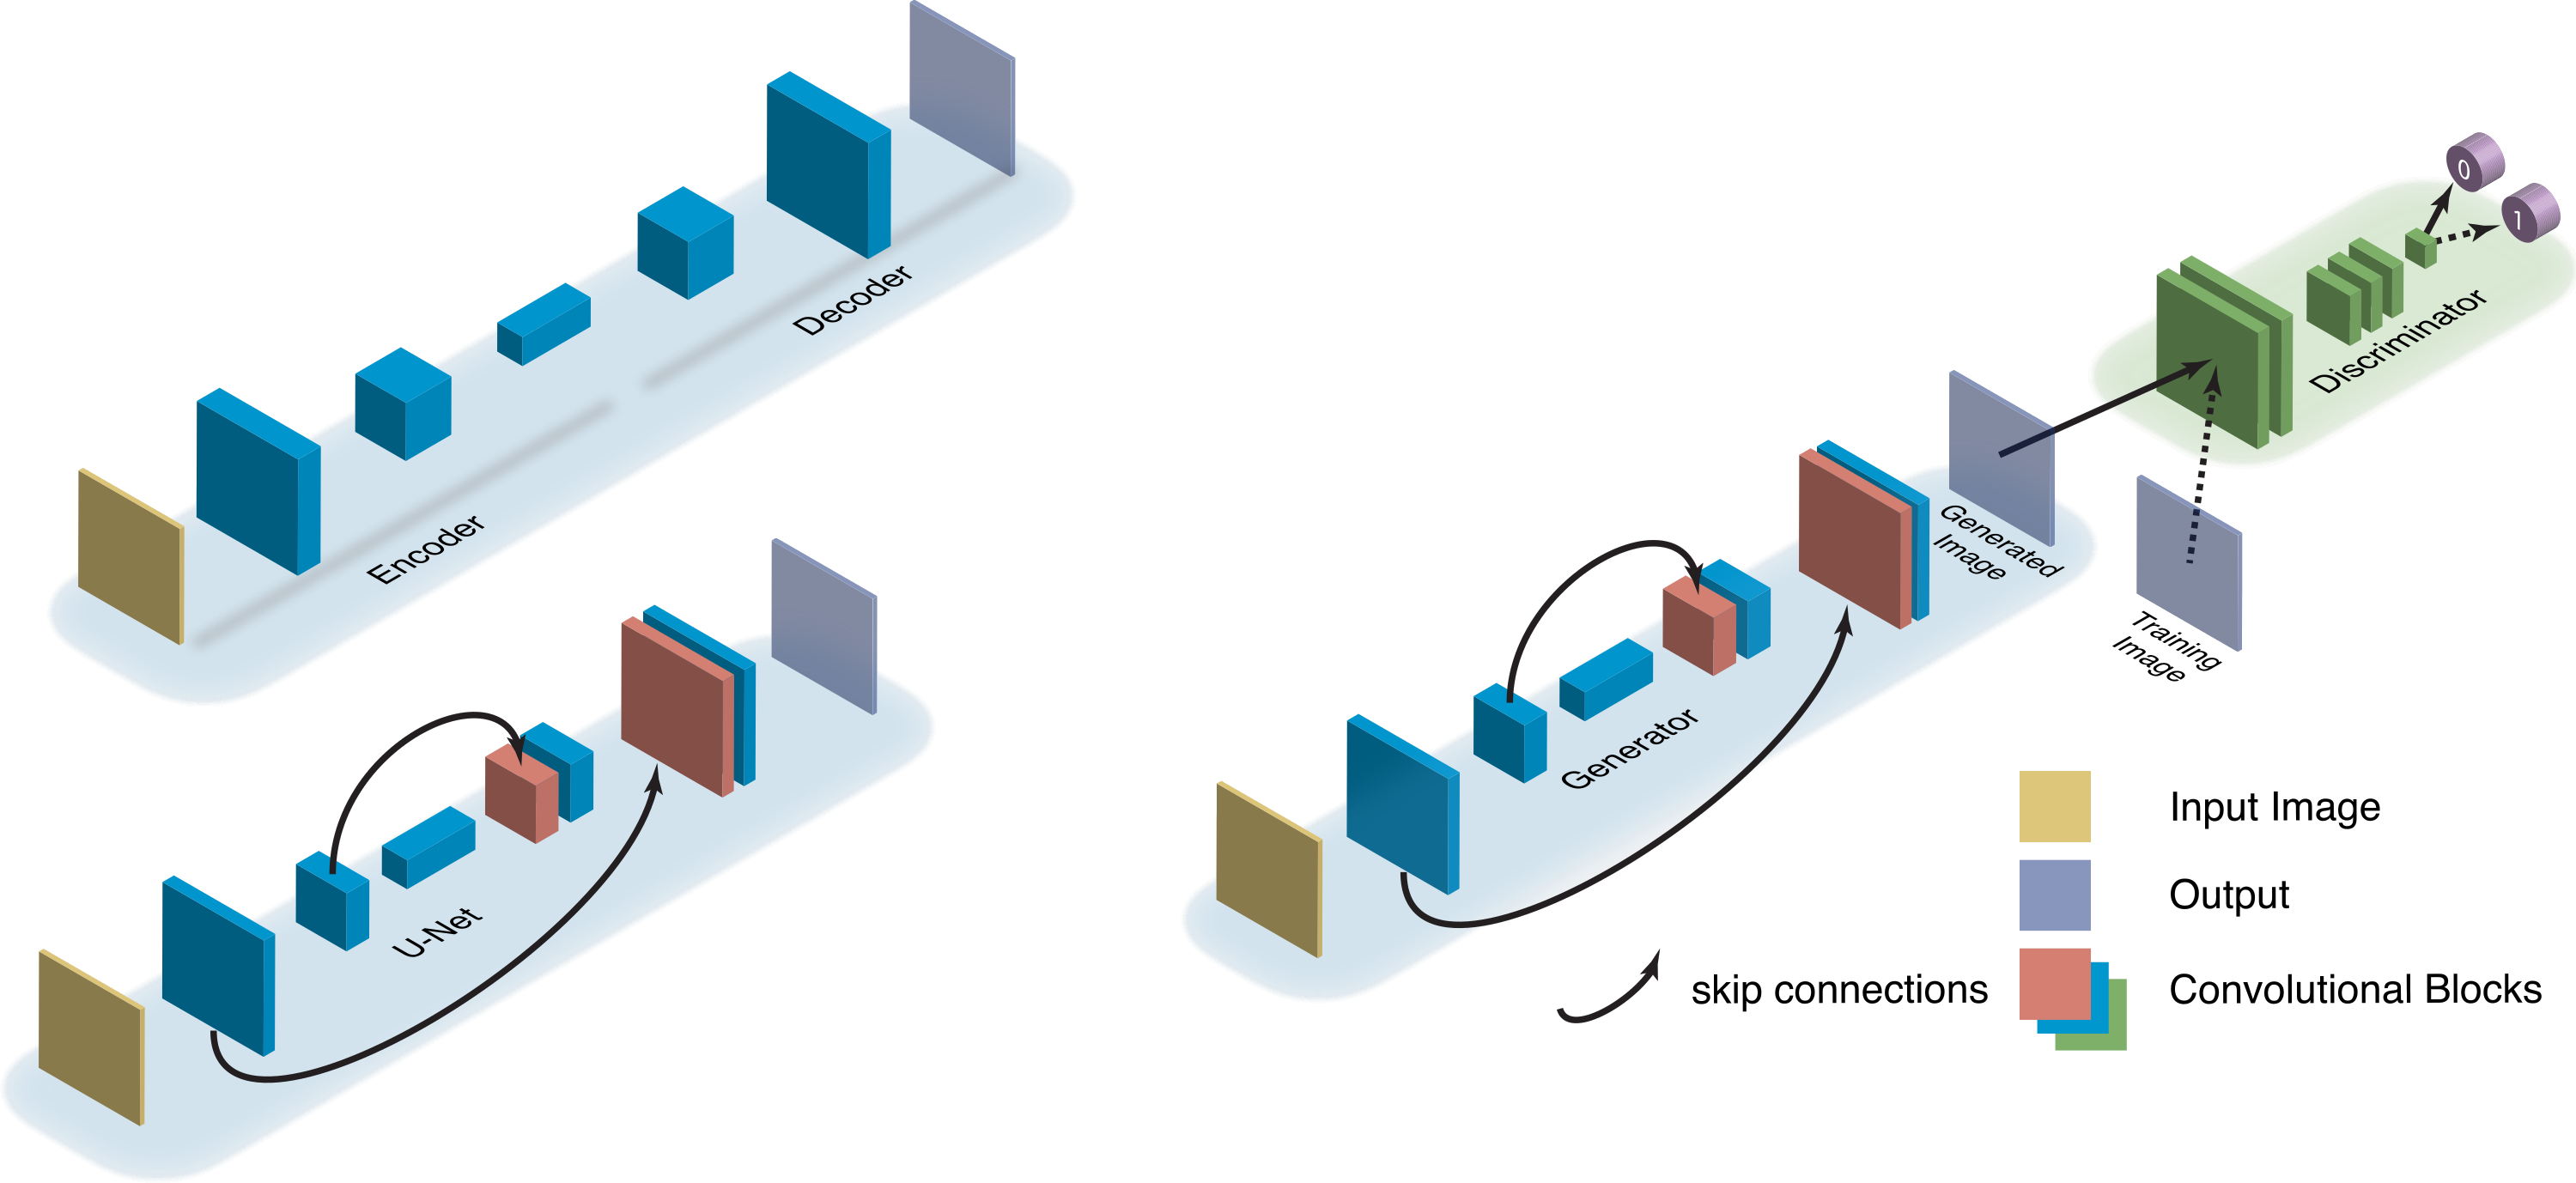 Decoder
Encoder
U-Net
0
1
Discriminator
Generated
Image
Training
Image
Generator
Input Image
Output
skip connections
Convolutional Blocks